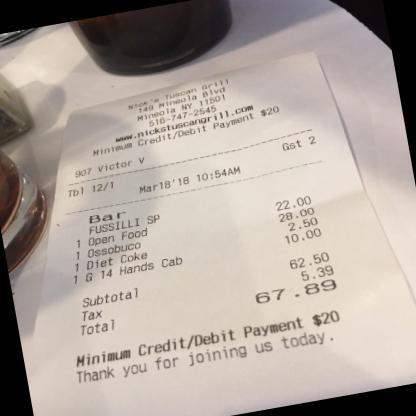 Nick's Tuscan Grill
149 Mineola Blvd
Mineola NY 11501
516-747-2545
www.nickstuscangrill.com
Minimum Credit/Debit Payment $20
907 Victor V
Tbl 12/1 Gst 2
Mar18'18 10:54AM
Bar
FUSSILLI SP
1 Open Food 22.00
1 Ossobuco 28.00
1 Diet Coke 2.50
1 G 14 Hands Cab 10.00
Subtotal 62.50
Tax 5.39
Total 67.89
Minimum Credit/Debit Payment $20
Thank you for joining us today.